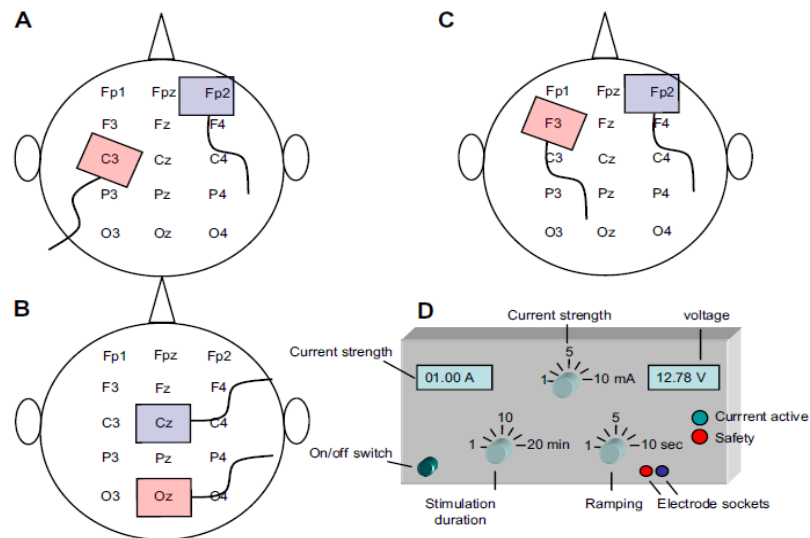 A
Fp1 Fpz Fp2
F3 Fz F4
C3 Cz C4
P3 Pz P4
O3 Oz O4
C
Fp1 Fpz Fp2
F3 Fz F4
C3 Cz C4
P3 Pz P4
O3 Oz O4
B
Fp1 Fpz Fp2
F3 Fz F4
C3 Cz C4
P3 Pz P4
O3 Oz O4
D
Current strength
voltage
Current strength
01.00 A
1 5 10 mA
12.78 V
Currrent active
Safety
1 10 20 min
1 5 10 sec
On/off switch
Stimulation
duration
Ramping
Electrode sockets